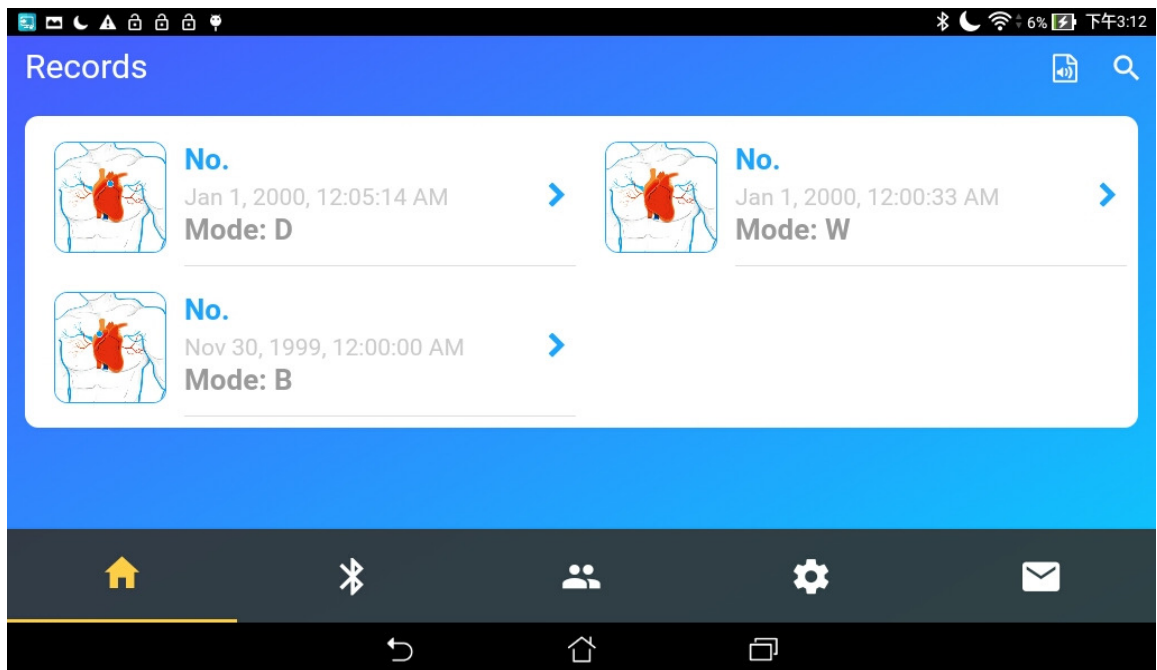 6% 下午3:12
Records
No.
Jan 1, 2000, 12:05:14 AM
Mode: D
No.
Jan 1, 2000, 12:00:33 AM
Mode: W
No.
Nov 30, 1999, 12:00:00 AM
Mode: B